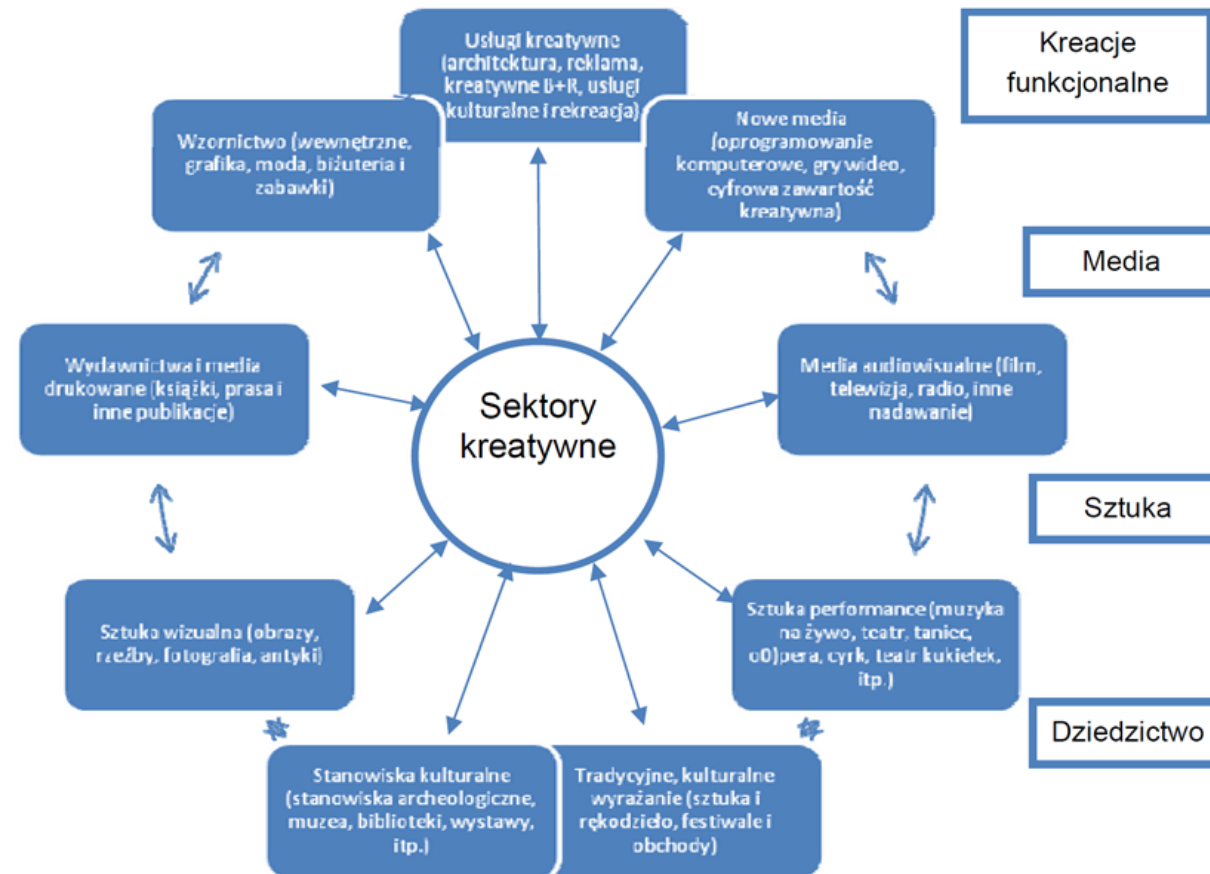 Usługi kreatywne
(architektura, reklama,
kreatywne B+R, usługi
kulturalne i rekreacja)
Kreacje
funkcjonalne
Wzornictwo (wewnętrzne,
grafika, moda, biżuteria i
zabawki)
Nowe media
(oprogramowanie
komputerowe, gry wideo,
cyfrowa zawartość
kreatywna)
Media
Wydawnictwa i media
drukowane (książki, prasa i
inne publikacje)
Sektory
kreatywne
Media audiowisualne (film,
telewizja, radio, inne
nadawanie)
Sztuka
Sztuka wizualna (obrazy,
rzeźby, fotografia, antyki)
Sztuka performance (muzyka
na żywo, teatr, taniec,
o0)pera, cyrk, teatr kukiełek,
itp.)
Dziedzictwo
Stanowiska kulturalne
(stanowiska archeologiczne,
muzea, biblioteki, wystawy,
itp.)
Tradycyjne, kulturalne
wyrażanie (sztuka i
rękodzieło, festiwale i
obchody)